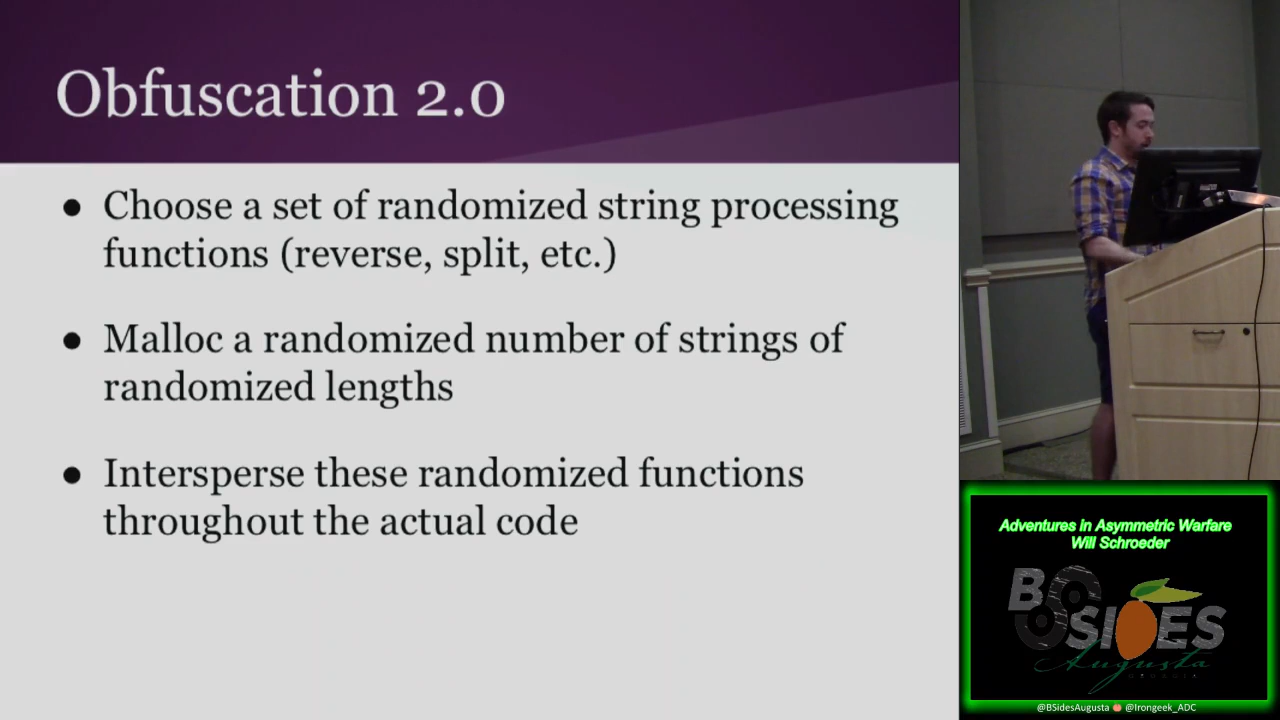 Obfuscation 2.0
● Choose a set of randomized string processing
functions (reverse, split, etc.)
● Malloc a randomized number of strings of
randomized lengths
● Intersperse these randomized functions
throughout the actual code
Adventures in Asymmetric Warfare
Will Schroeder
BSIDES
Augusta
@BSidesAugusta @Irongeek_ADC